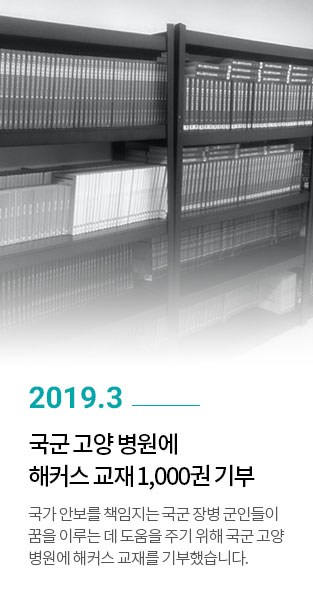 2019.3
국군 고양 병원에
해커스 교재 1,000권 기부
국가 안보를 책임지는 국군 장병 군인들이
꿈을 이루는 데 도움을 주기 위해 국군 고양
병원에 해커스 교재를 기부했습니다.